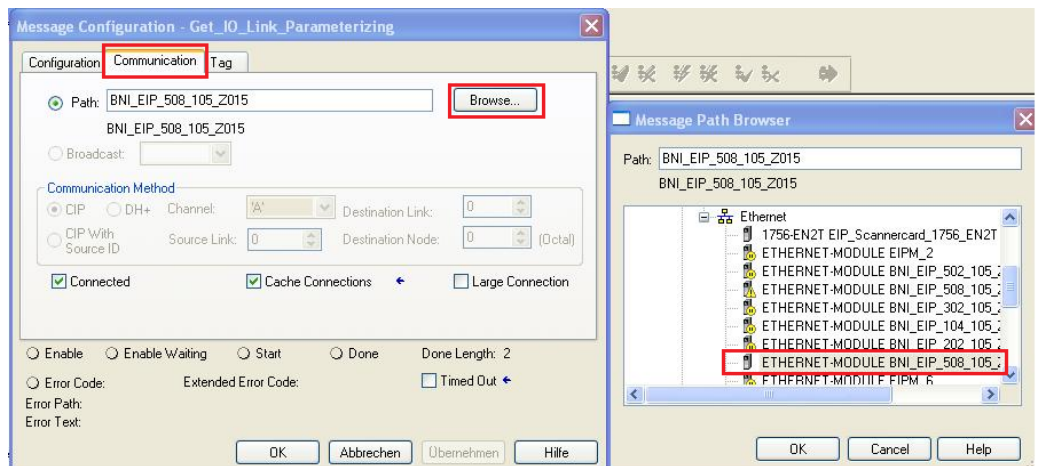 Message Configuration - Get_IO_Link_Parameterizing
Configuration Communication Tag
Path: BNI_EIP_508_105_Z015 Browse...
BNI_EIP_508_105_Z015
Broadcast:
Communication Method
CIP DH+ Channel: 'A' Destination Link: 0
CIP With Source ID Source Link: 0 Destination Node: 0 (Octal)
Connected Cache Connections Large Connection
Enable Enable Waiting Start Done Done Length: 2
Error Code: Extended Error Code: Timed Out
Error Path:
Error Text:
OK Abbrechen Übernehmen Hilfe
Message Path Browser
Path: BNI_EIP_508_105_Z015
BNI_EIP_508_105_Z015
Ethernet
1756-EN2T EIP_Scannercard_1756_EN2T
ETHERNET-MODULE EIPM_2
ETHERNET-MODULE BNI_EIP_502_105_
ETHERNET-MODULE BNI_EIP_508_105_
ETHERNET-MODULE BNI_EIP_302_105_
ETHERNET-MODULE BNI_EIP_104_105_
ETHERNET-MODULE BNI_EIP_202_105_
ETHERNET-MODULE BNI_EIP_508_105_
ETHERNET-MODULE EIPM_6
OK Cancel Help